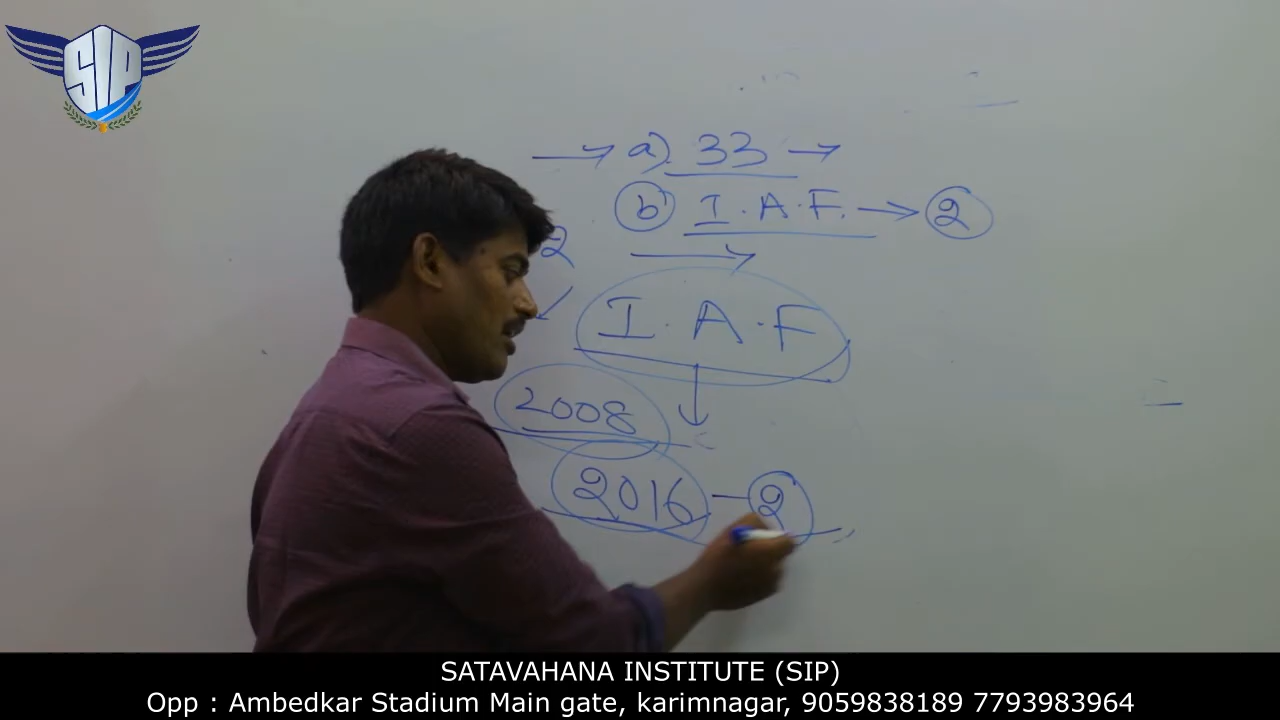 SIP
→ a) 33 →
b) I.A.F. → 2
2 →
I.A.F
2008
2016 – 2
SATAVAHANA INSTITUTE (SIP)
Opp : Ambedkar Stadium Main gate, karimnagar, 9059838189 7793983964